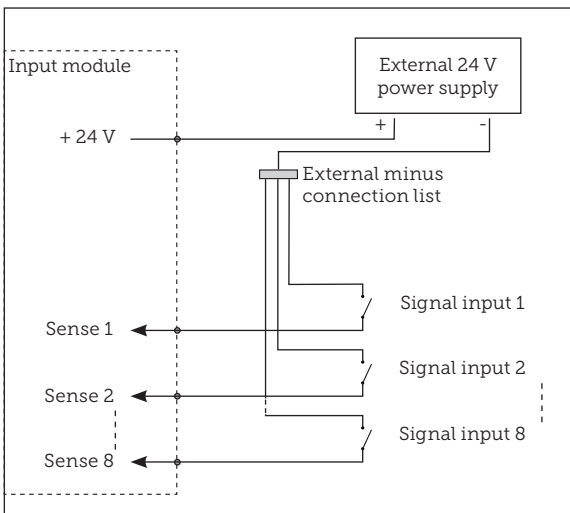 Input module
External 24 V
power supply
+ -
+ 24 V
External minus
connection list
Signal input 1
Sense 1
Signal input 2
Sense 2
Signal input 8
Sense 8